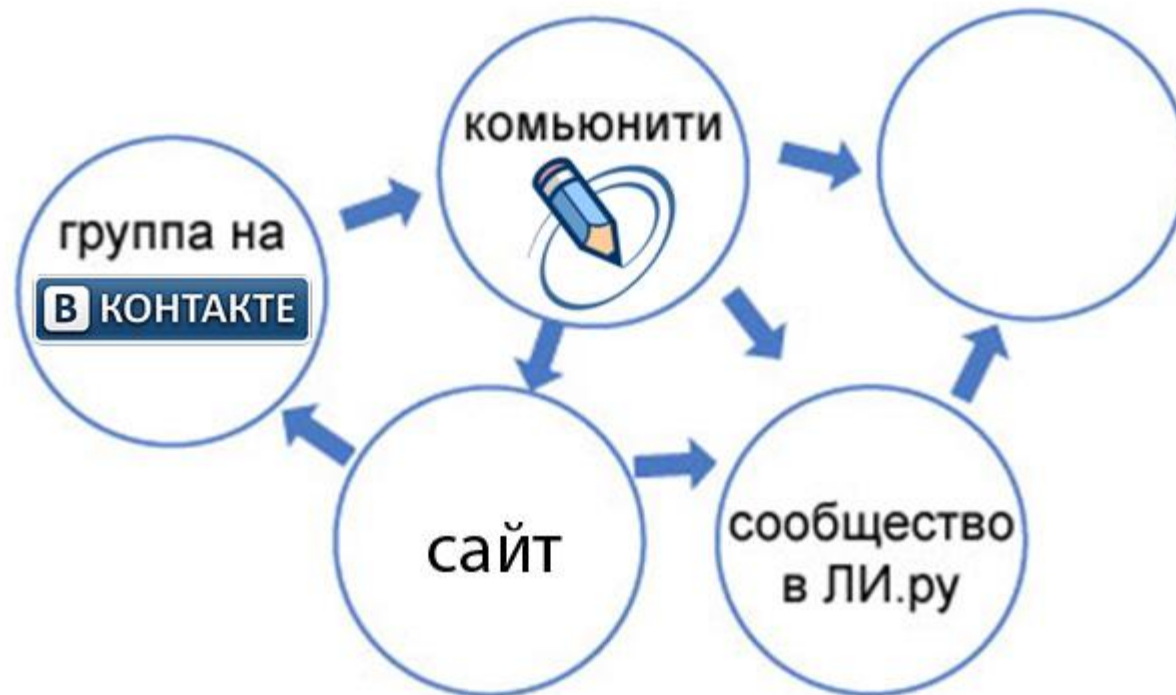 группа на
В КОНТАКТЕ
комьюнити
сайт
сообщество
в ЛИ.ру